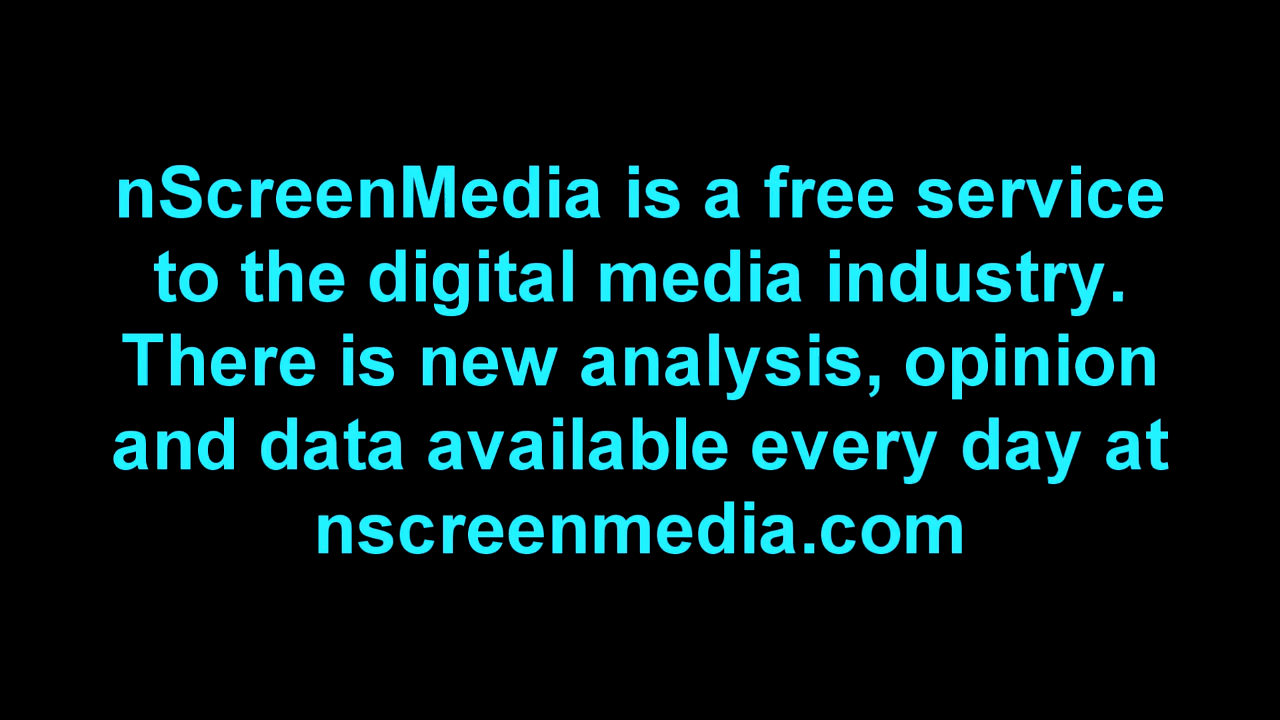 nScreenMedia is a free service
to the digital media industry.
There is new analysis, opinion
and data available every day at
nscreenmedia.com